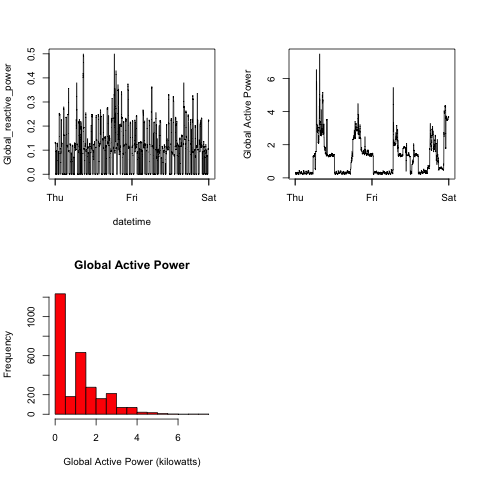 Global_reactive_power
0.0 0.1 0.2 0.3 0.4 0.5
Thu Fri Sat
datetime
Global Active Power
0 2 4 6
Thu Fri Sat
Global Active Power
Frequency
0 200 600 1000
0 2 4 6
Global Active Power (kilowatts)